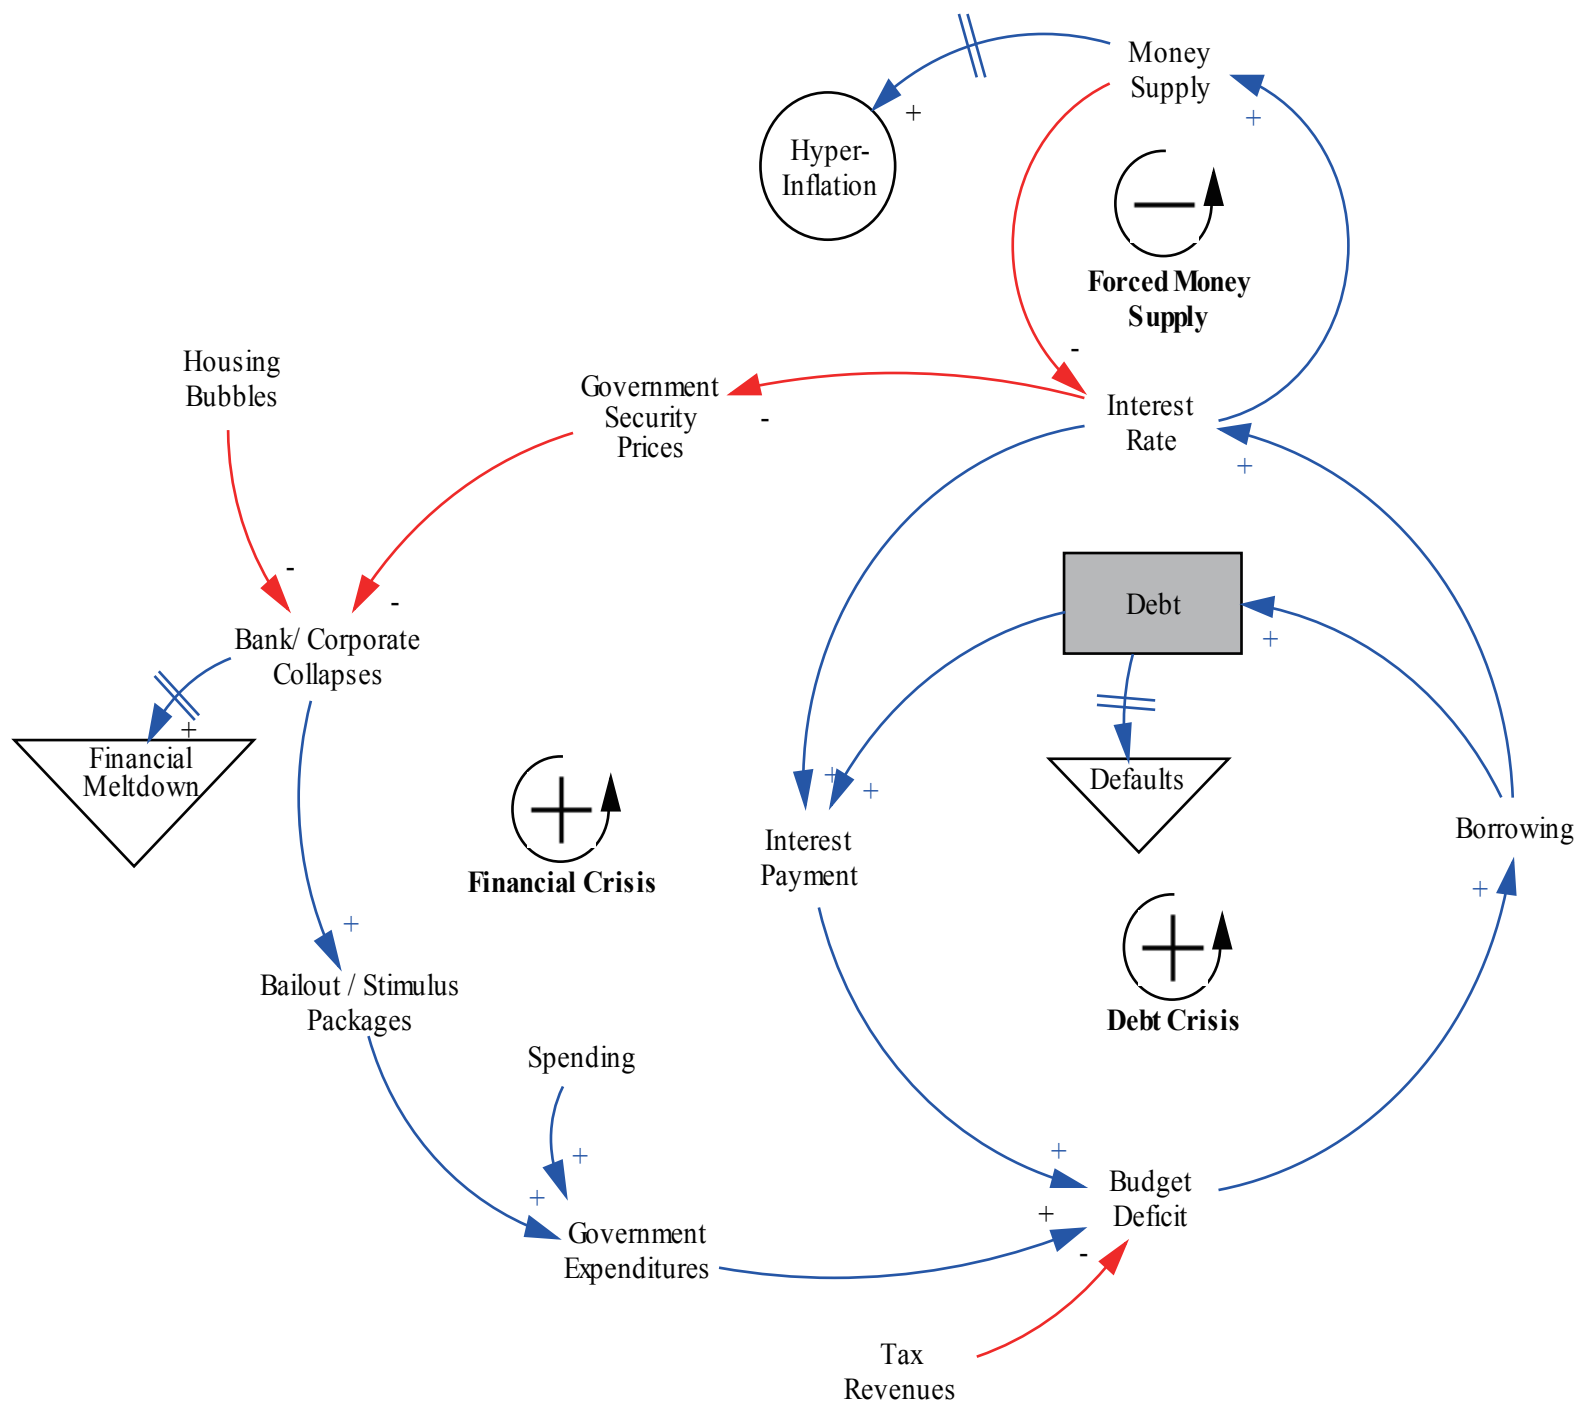 Money
Supply
+
+
Hyper-
Inflation
Forced Money
Supply
-
Housing
Bubbles
Government
Security
Prices
-
Interest
Rate
+
-
-
Debt
+
Bank/ Corporate
Collapses
+
Financial
Meltdown
Defaults
+
+
Interest
Payment
Borrowing
+
Financial Crisis
+
Debt Crisis
Bailout / Stimulus
Packages
Spending
+
+
+
Budget
Deficit
+
-
Government
Expenditures
Tax
Revenues